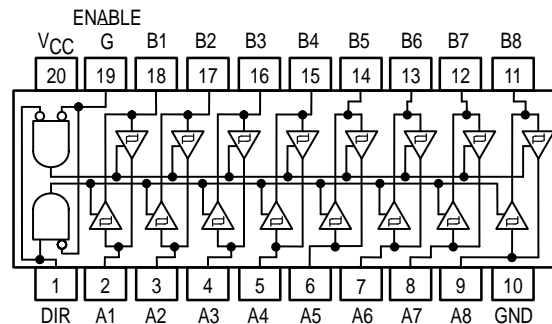 ENABLE
VCC G B1 B2 B3 B4 B5 B6 B7 B8
20 19 18 17 16 15 14 13 12 11
1 2 3 4 5 6 7 8 9 10
DIR A1 A2 A3 A4 A5 A6 A7 A8 GND